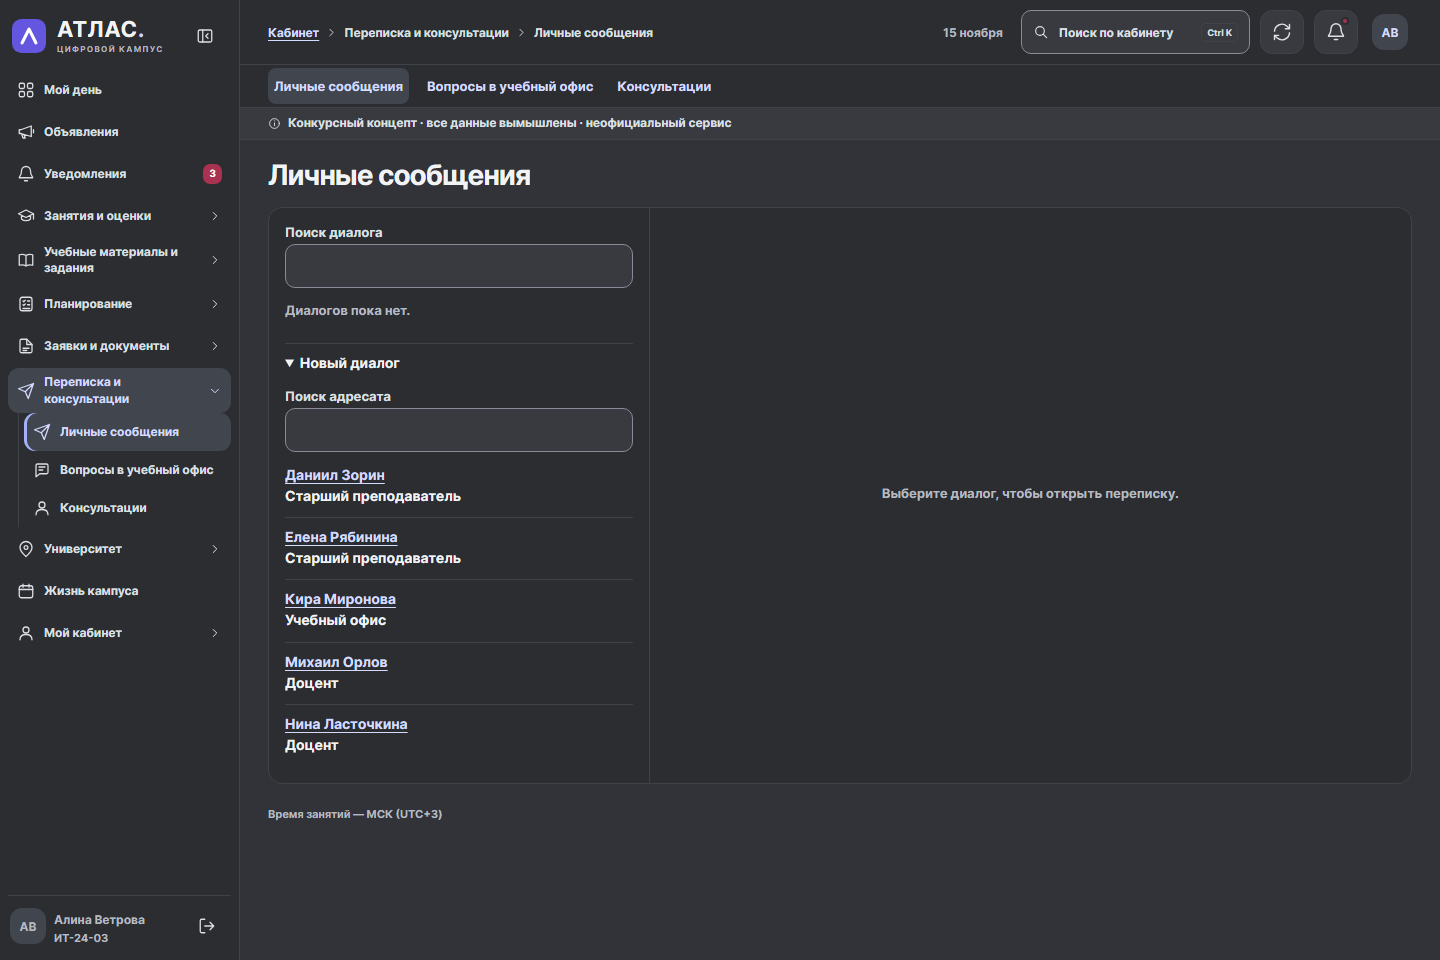 АТЛАС.
ЦИФРОВОЙ КАМПУС
Мой день
Объявления
Уведомления
3
Занятия и оценки
Учебные материалы и
задания
Планирование
Заявки и документы
Переписка и
консультации
Личные сообщения
Вопросы в учебный офис
Консультации
Университет
Жизнь кампуса
Мой кабинет
АВ
Алина Ветрова
ИТ-24-03
Кабинет
Переписка и консультации
Личные сообщения
15 ноября
Поиск по кабинету
Ctrl K
АВ
Личные сообщения
Вопросы в учебный офис
Консультации
Конкурсный концепт · все данные вымышлены · неофициальный сервис
Личные сообщения
Поиск диалога
Диалогов пока нет.
Новый диалог
Поиск адресата
Даниил Зорин
Старший преподаватель
Елена Рябинина
Старший преподаватель
Кира Миронова
Учебный офис
Михаил Орлов
Доцент
Нина Ласточкина
Доцент
Выберите диалог, чтобы открыть переписку.
Время занятий — МСК (UTC+3)